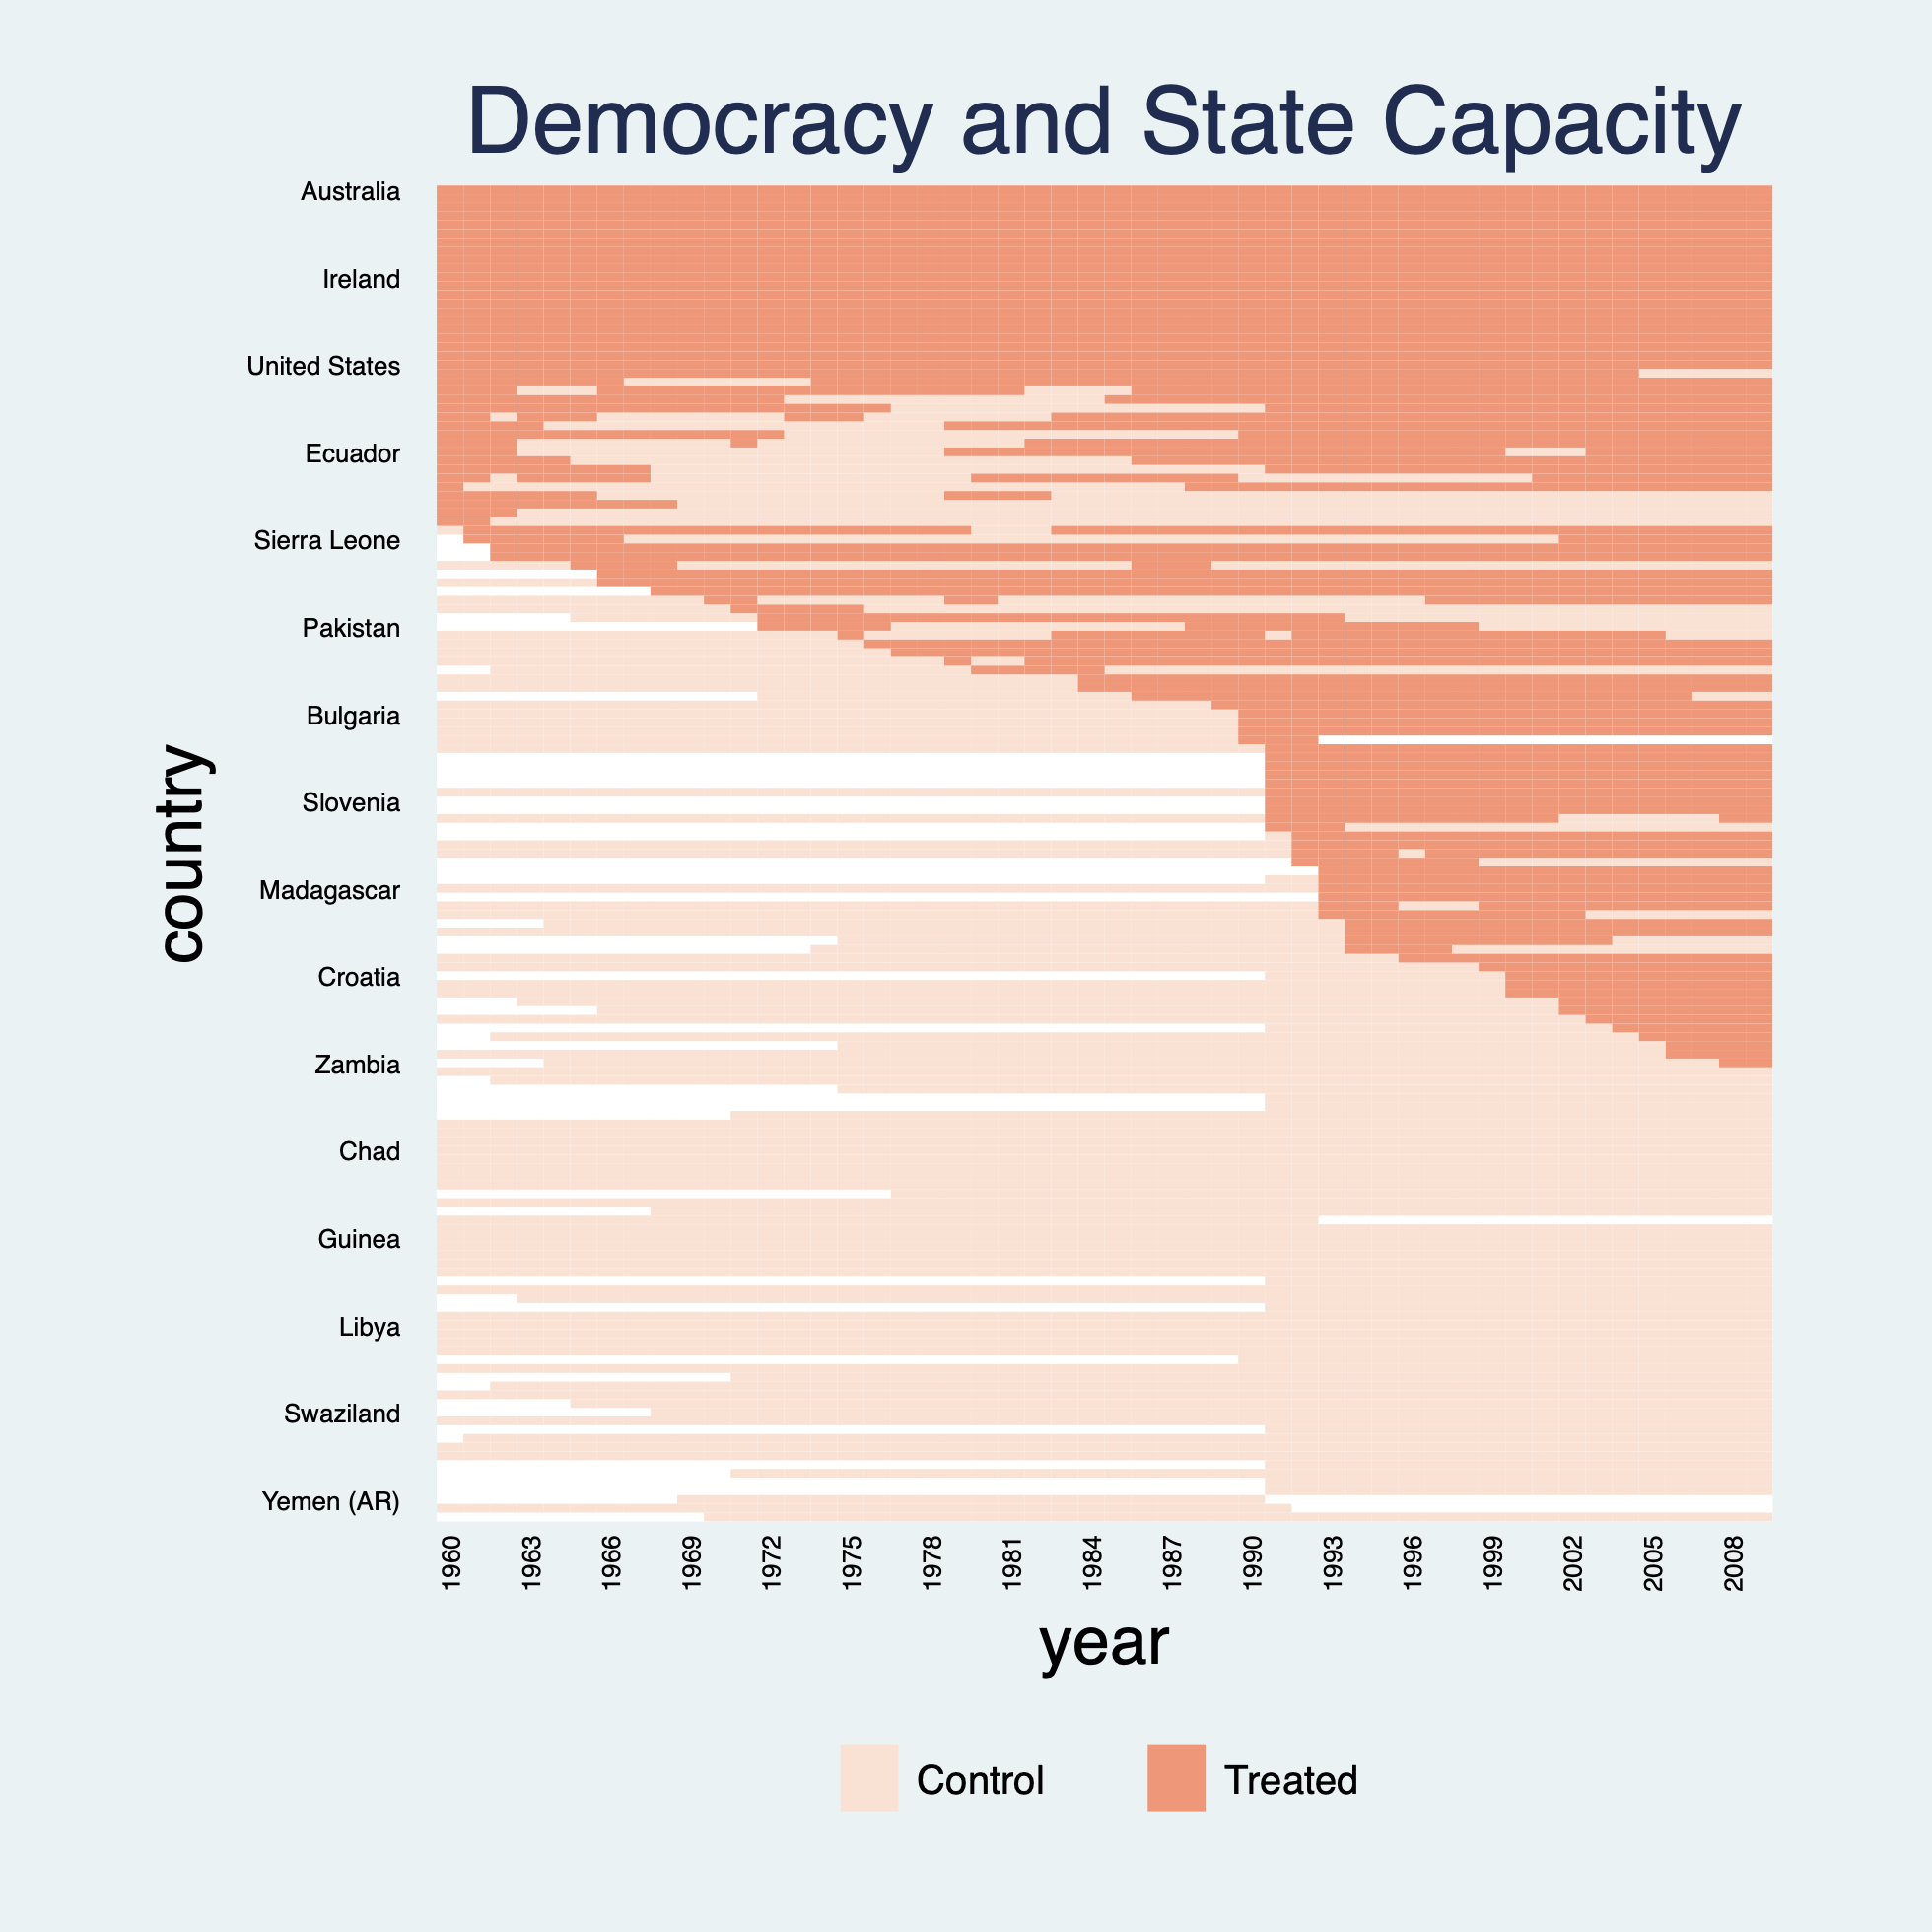 Democracy and State Capacity
Australia
Ireland
United States
Ecuador
Sierra Leone
Pakistan
Bulgaria
Slovenia
Madagascar
Croatia
Zambia
Chad
Guinea
Libya
Swaziland
Yemen (AR)
country
1960
1963
1966
1969
1972
1975
1978
1981
1984
1987
1990
1993
1996
1999
2002
2005
2008
year
Control
Treated